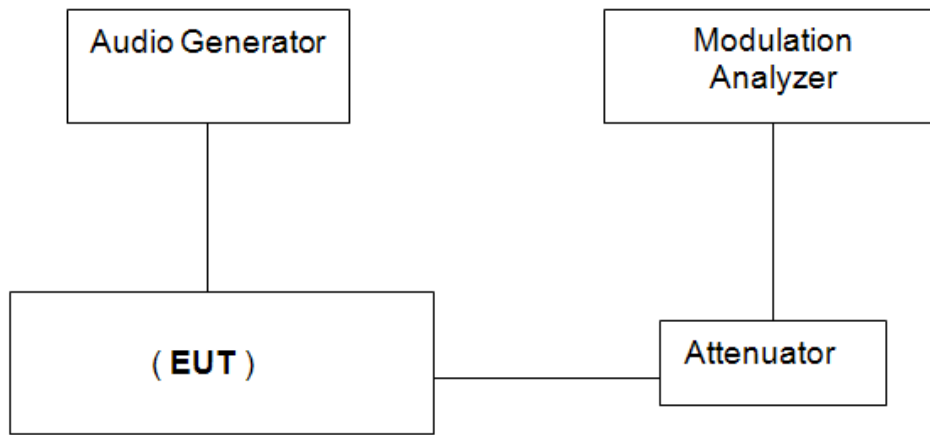 Audio Generator
Modulation
Analyzer
( EUT )
Attenuator